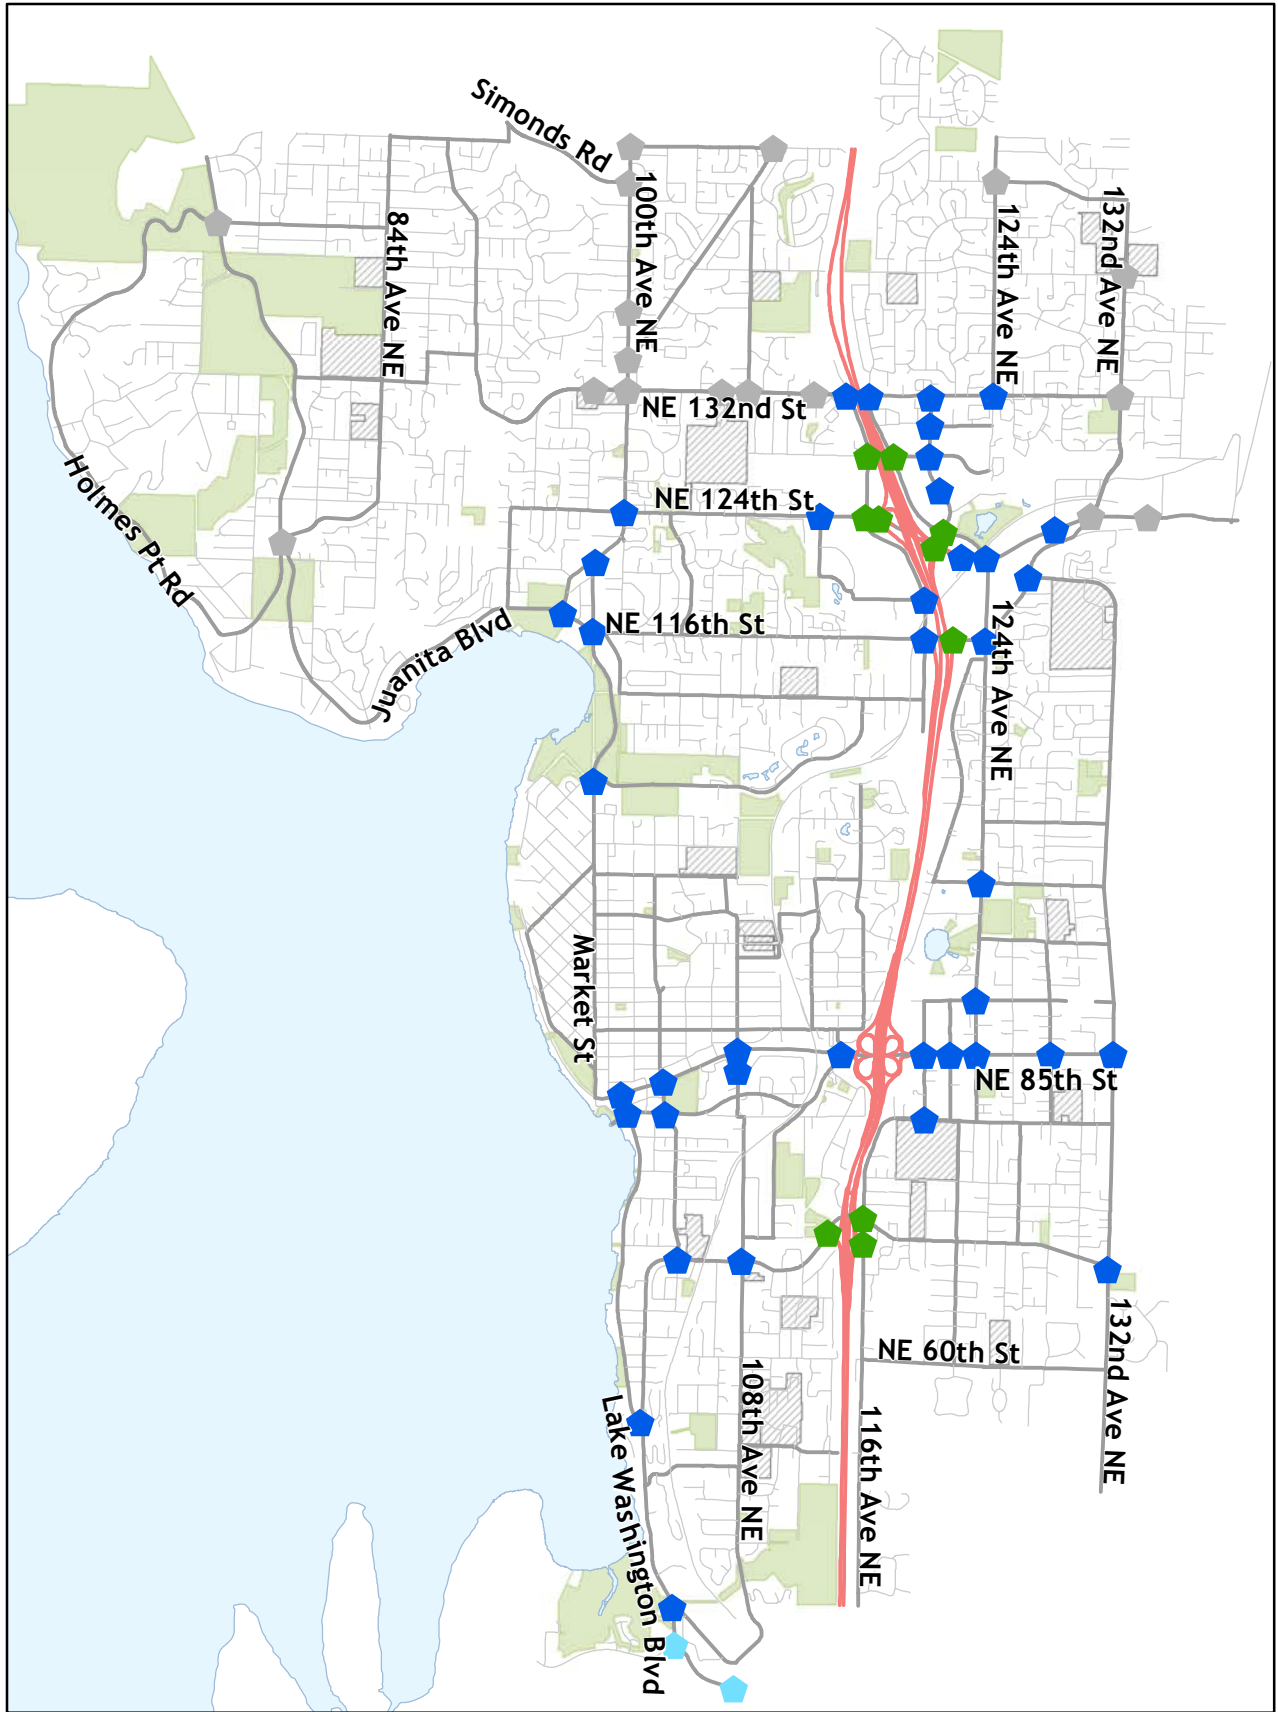 Simonds Rd
100th Ave NE
84th Ave NE
124th Ave NE
132nd Ave NE
NE 132nd St
NE 124th St
Holmes Pt Rd
Juanita Blvd
NE 116th St
124th Ave NE
Market St
NE 85th St
NE 60th St
132nd Ave NE
108th Ave NE
116th Ave NE
Lake Washington Blvd